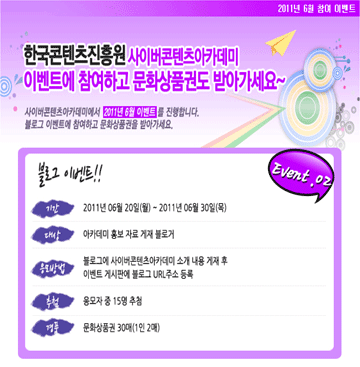 2011년 6월 참여 이벤트
한국콘텐츠진흥원 사이버콘텐츠아카데미
이벤트에 참여하고 문화상품권도 받아가세요~
사이버콘텐츠아카데미에서 2011년 6월 이벤트를 진행합니다.
블로그 이벤트에 참여하고 문화상품권을 받아가세요.
블로그 이벤트!!
Event.02
기간 2011년 06월 20일(월) ~ 2011년 06월 30일(목)
대상 아카데미 홍보 자료 게재 블로거
응모방법 블로그에 사이버콘텐츠아카데미 소개 내용 게재 후
이벤트 게시판에 블로그 URL주소 등록
추첨 응모자 중 15명 추첨
경품 문화상품권 30매(1인 2매)